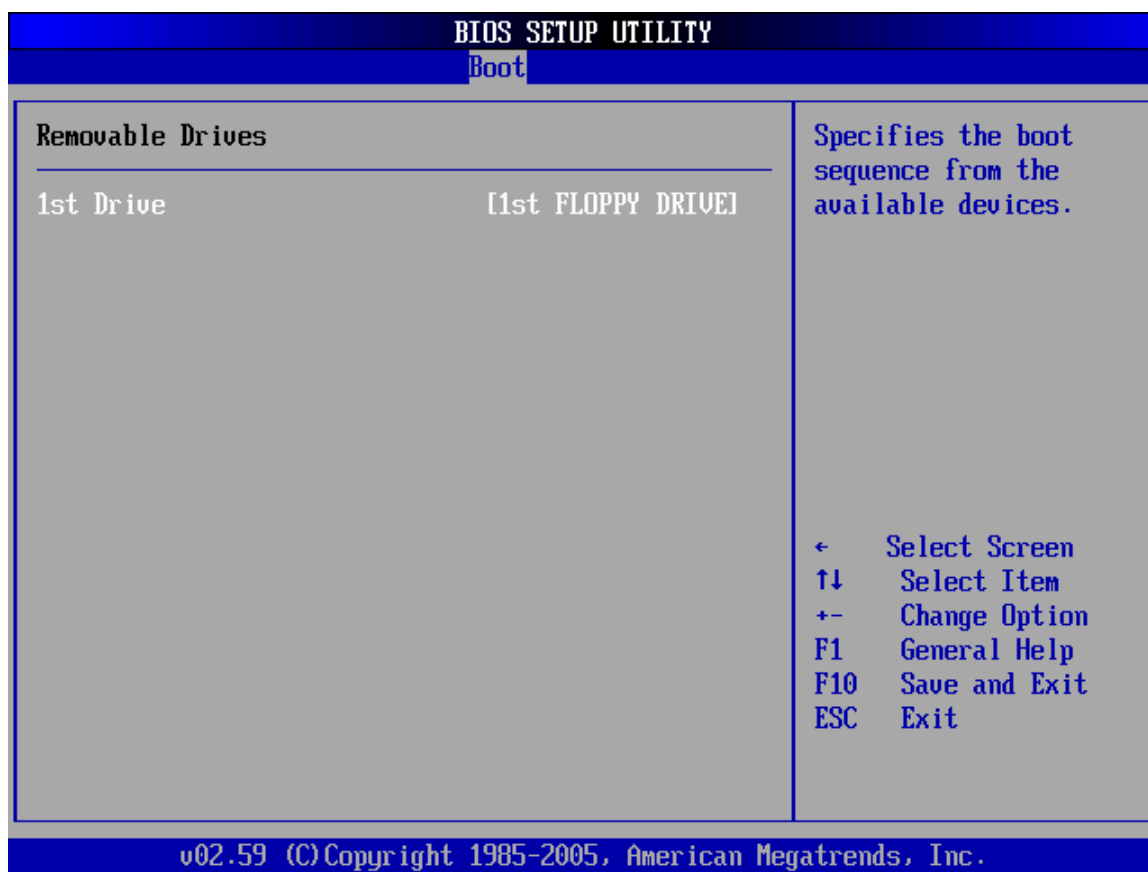 BIOS SETUP UTILITY
Boot
Removable Drives
1st Drive [1st FLOPPY DRIVE]
Specifies the boot
sequence from the
available devices.
← Select Screen
↑↓ Select Item
+- Change Option
F1 General Help
F10 Save and Exit
ESC Exit
v02.59 (C)Copyright 1985-2005, American Megatrends, Inc.